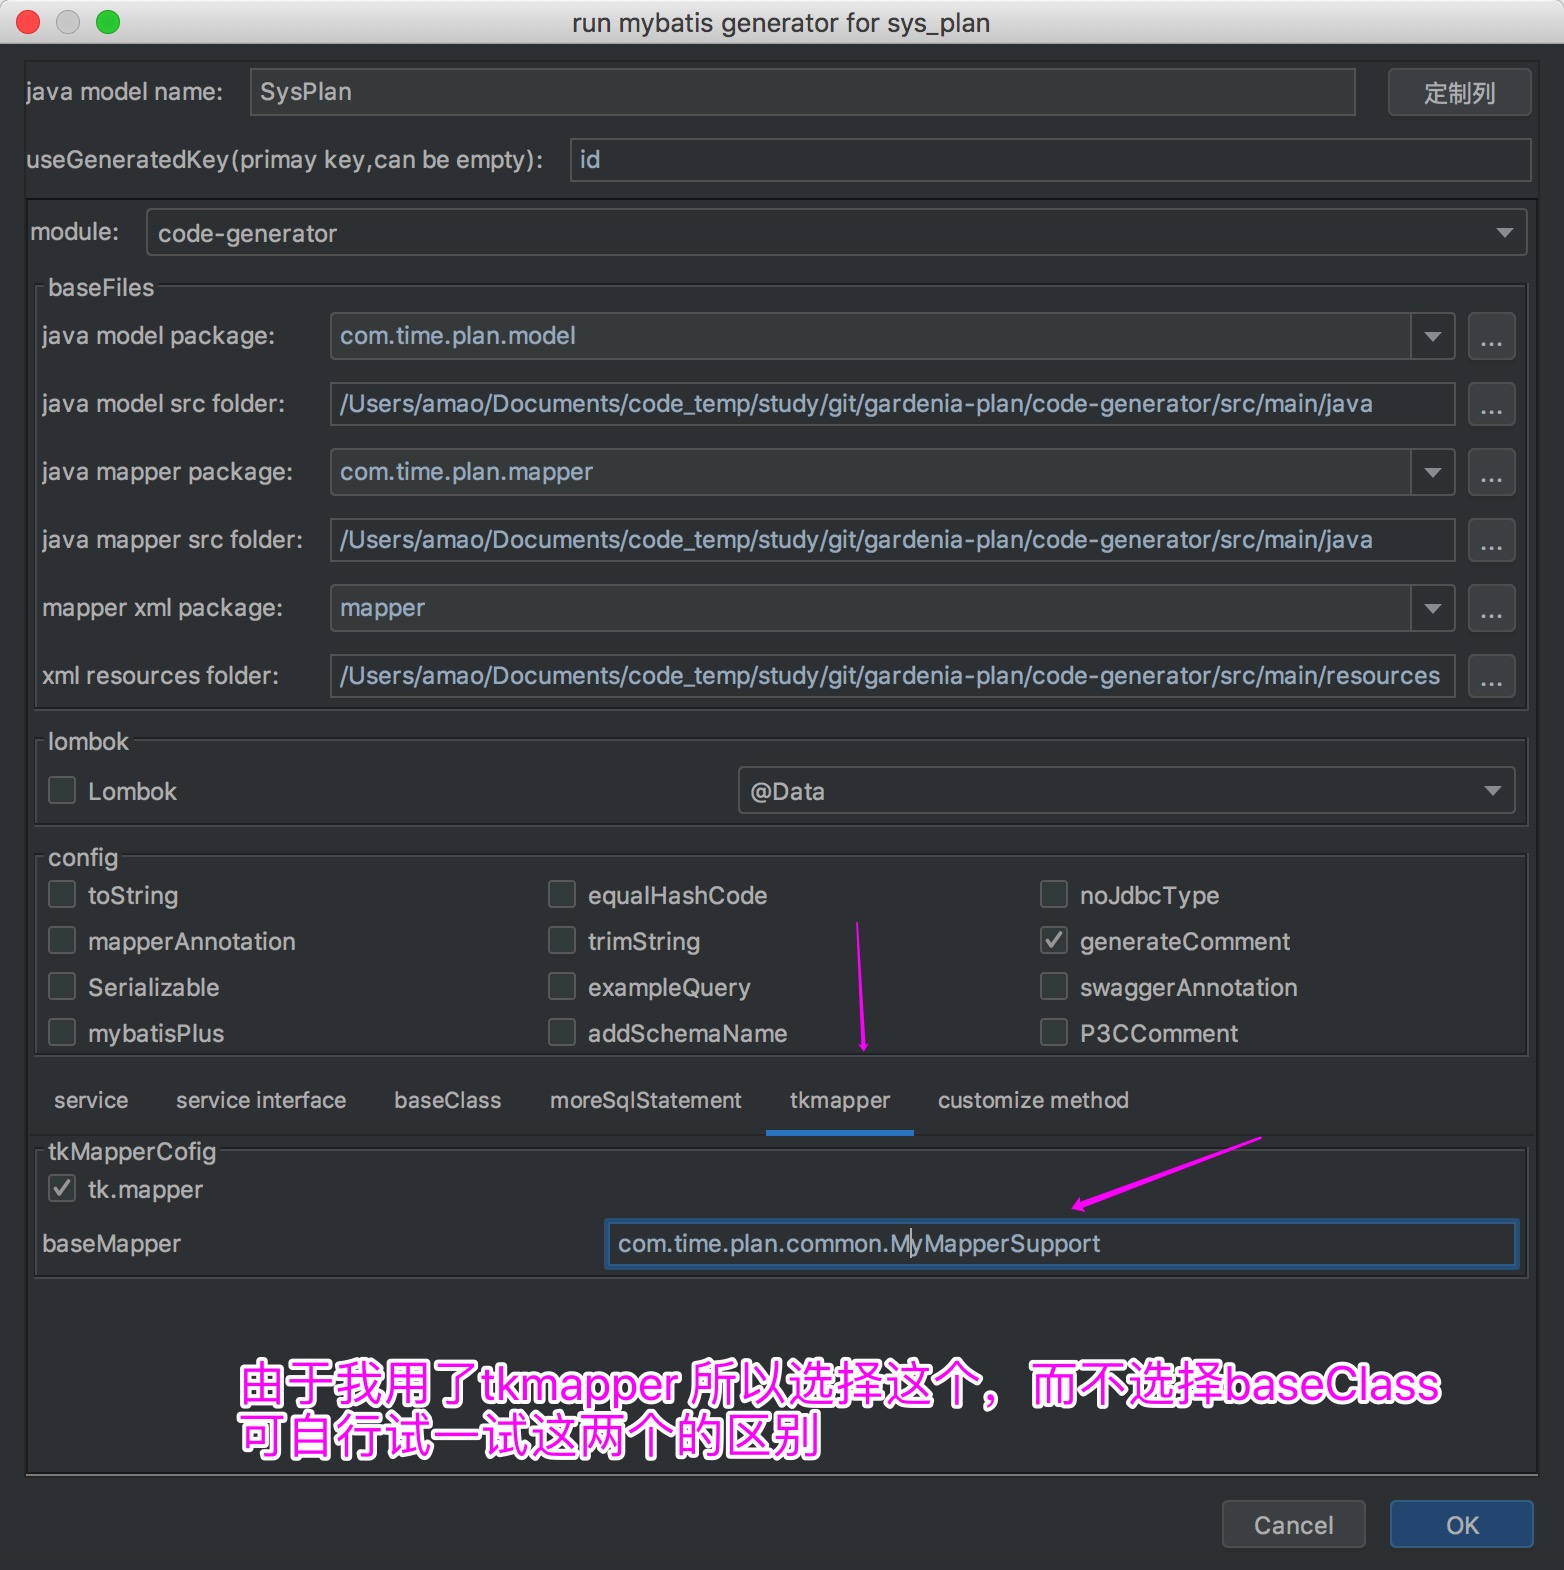 run mybatis generator for sys_plan
java model name: SysPlan 定制列
useGeneratedKey(primay key,can be empty): id
module: code-generator
baseFiles
java model package: com.time.plan.model ...
java model src folder: /Users/amao/Documents/code_temp/study/git/gardenia-plan/code-generator/src/main/java ...
java mapper package: com.time.plan.mapper ...
java mapper src folder: /Users/amao/Documents/code_temp/study/git/gardenia-plan/code-generator/src/main/java ...
mapper xml package: mapper ...
xml resources folder: /Users/amao/Documents/code_temp/study/git/gardenia-plan/code-generator/src/main/resources ...
lombok
Lombok @Data
config
toString equalHashCode noJdbcType
mapperAnnotation trimString generateComment
Serializable exampleQuery swaggerAnnotation
mybatisPlus addSchemaName P3CComment
service service interface baseClass moreSqlStatement tkmapper customize method
tkMapperCofig
tk.mapper
baseMapper com.time.plan.common.MyMapperSupport
由于我用了tkmapper 所以选择这个，而不选择baseClass
可自行试一试这两个的区别
Cancel OK